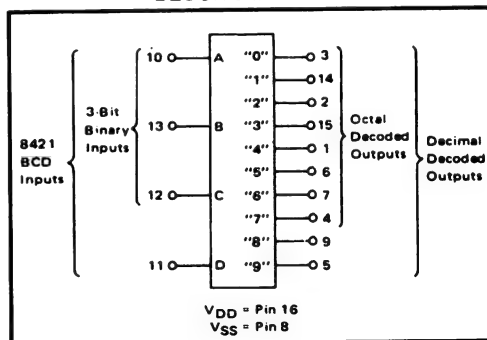 10 A "0" 3
"1" 14
"2" 2
13 B "3" 15
"4" 1
"5" 6
12 C "6" 7
"7" 4
"8" 9
11 D "9" 5
8421
BCD
Inputs
3-Bit
Binary
Inputs
Octal
Decoded
Outputs
Decimal
Decoded
Outputs
VDD = Pin 16
VSS = Pin 8